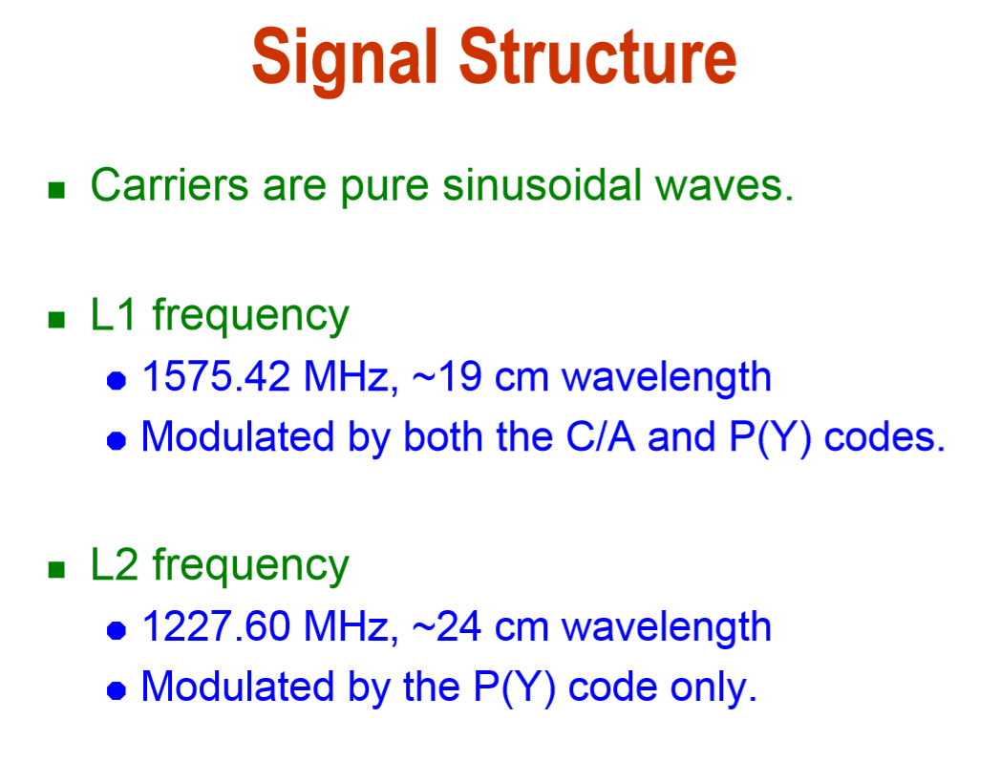 Signal Structure
Carriers are pure sinusoidal waves.
L1 frequency
1575.42 MHz, ~19 cm wavelength
Modulated by both the C/A and P(Y) codes.
L2 frequency
1227.60 MHz, ~24 cm wavelength
Modulated by the P(Y) code only.